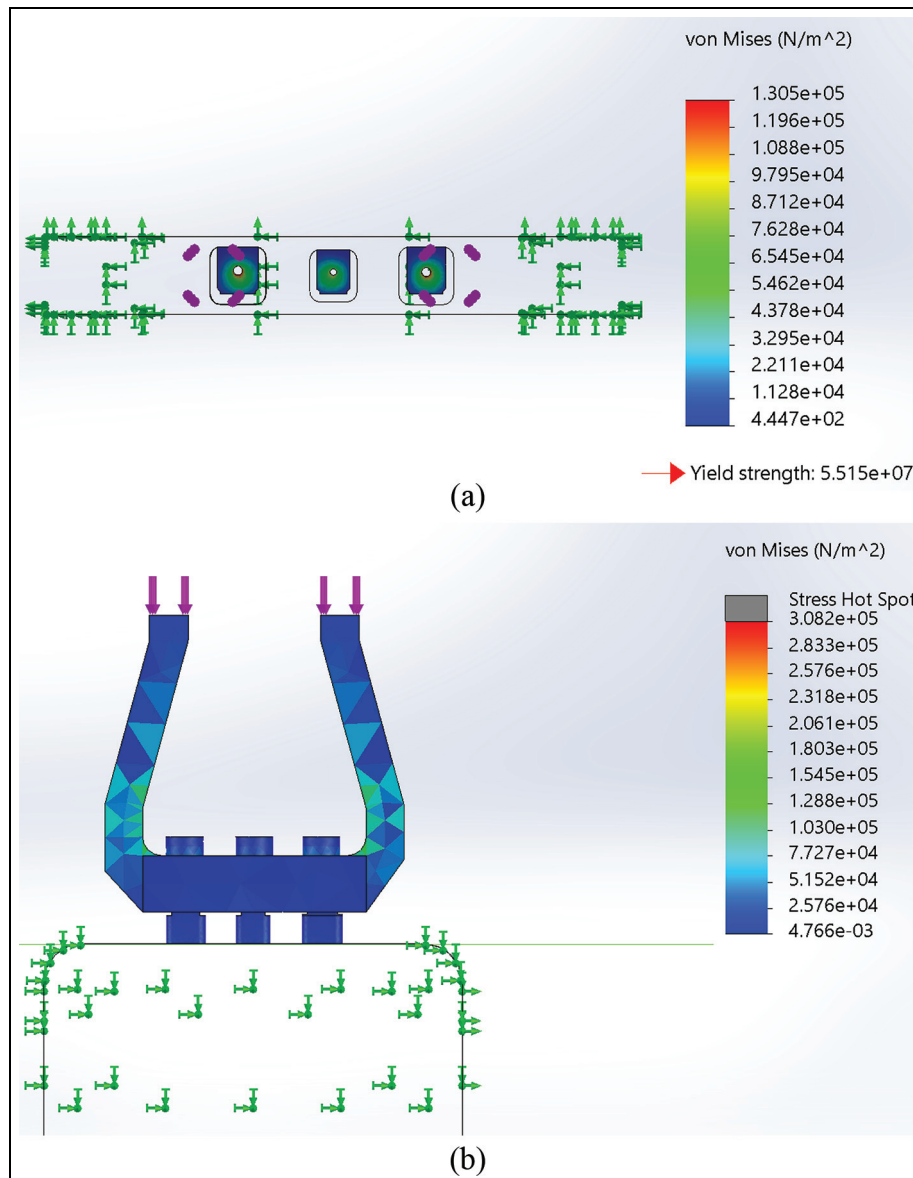 von Mises (N/m^2)
1.305e+05
1.196e+05
1.088e+05
9.795e+04
8.712e+04
7.628e+04
6.545e+04
5.462e+04
4.378e+04
3.295e+04
2.211e+04
1.128e+04
4.447e+02
Yield strength: 5.515e+07
(a)
von Mises (N/m^2)
Stress Hot Spot
3.082e+05
2.833e+05
2.576e+05
2.318e+05
2.061e+05
1.803e+05
1.545e+05
1.288e+05
1.030e+05
7.727e+04
5.152e+04
2.576e+04
4.766e-03
(b)